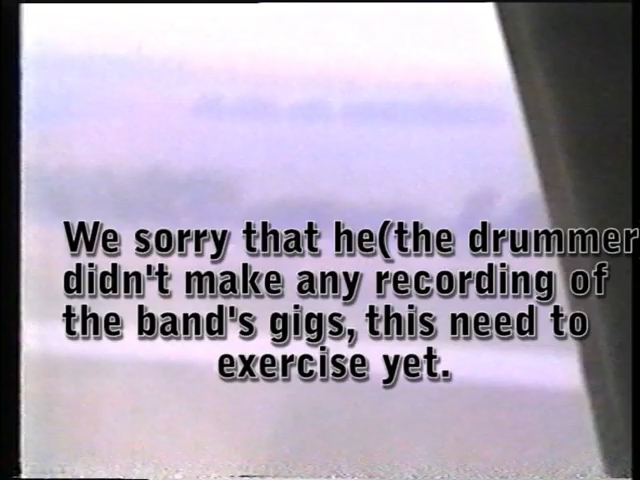 We sorry that he(the drummer
didn't make any recording of
the band's gigs, this need to
exercise yet.